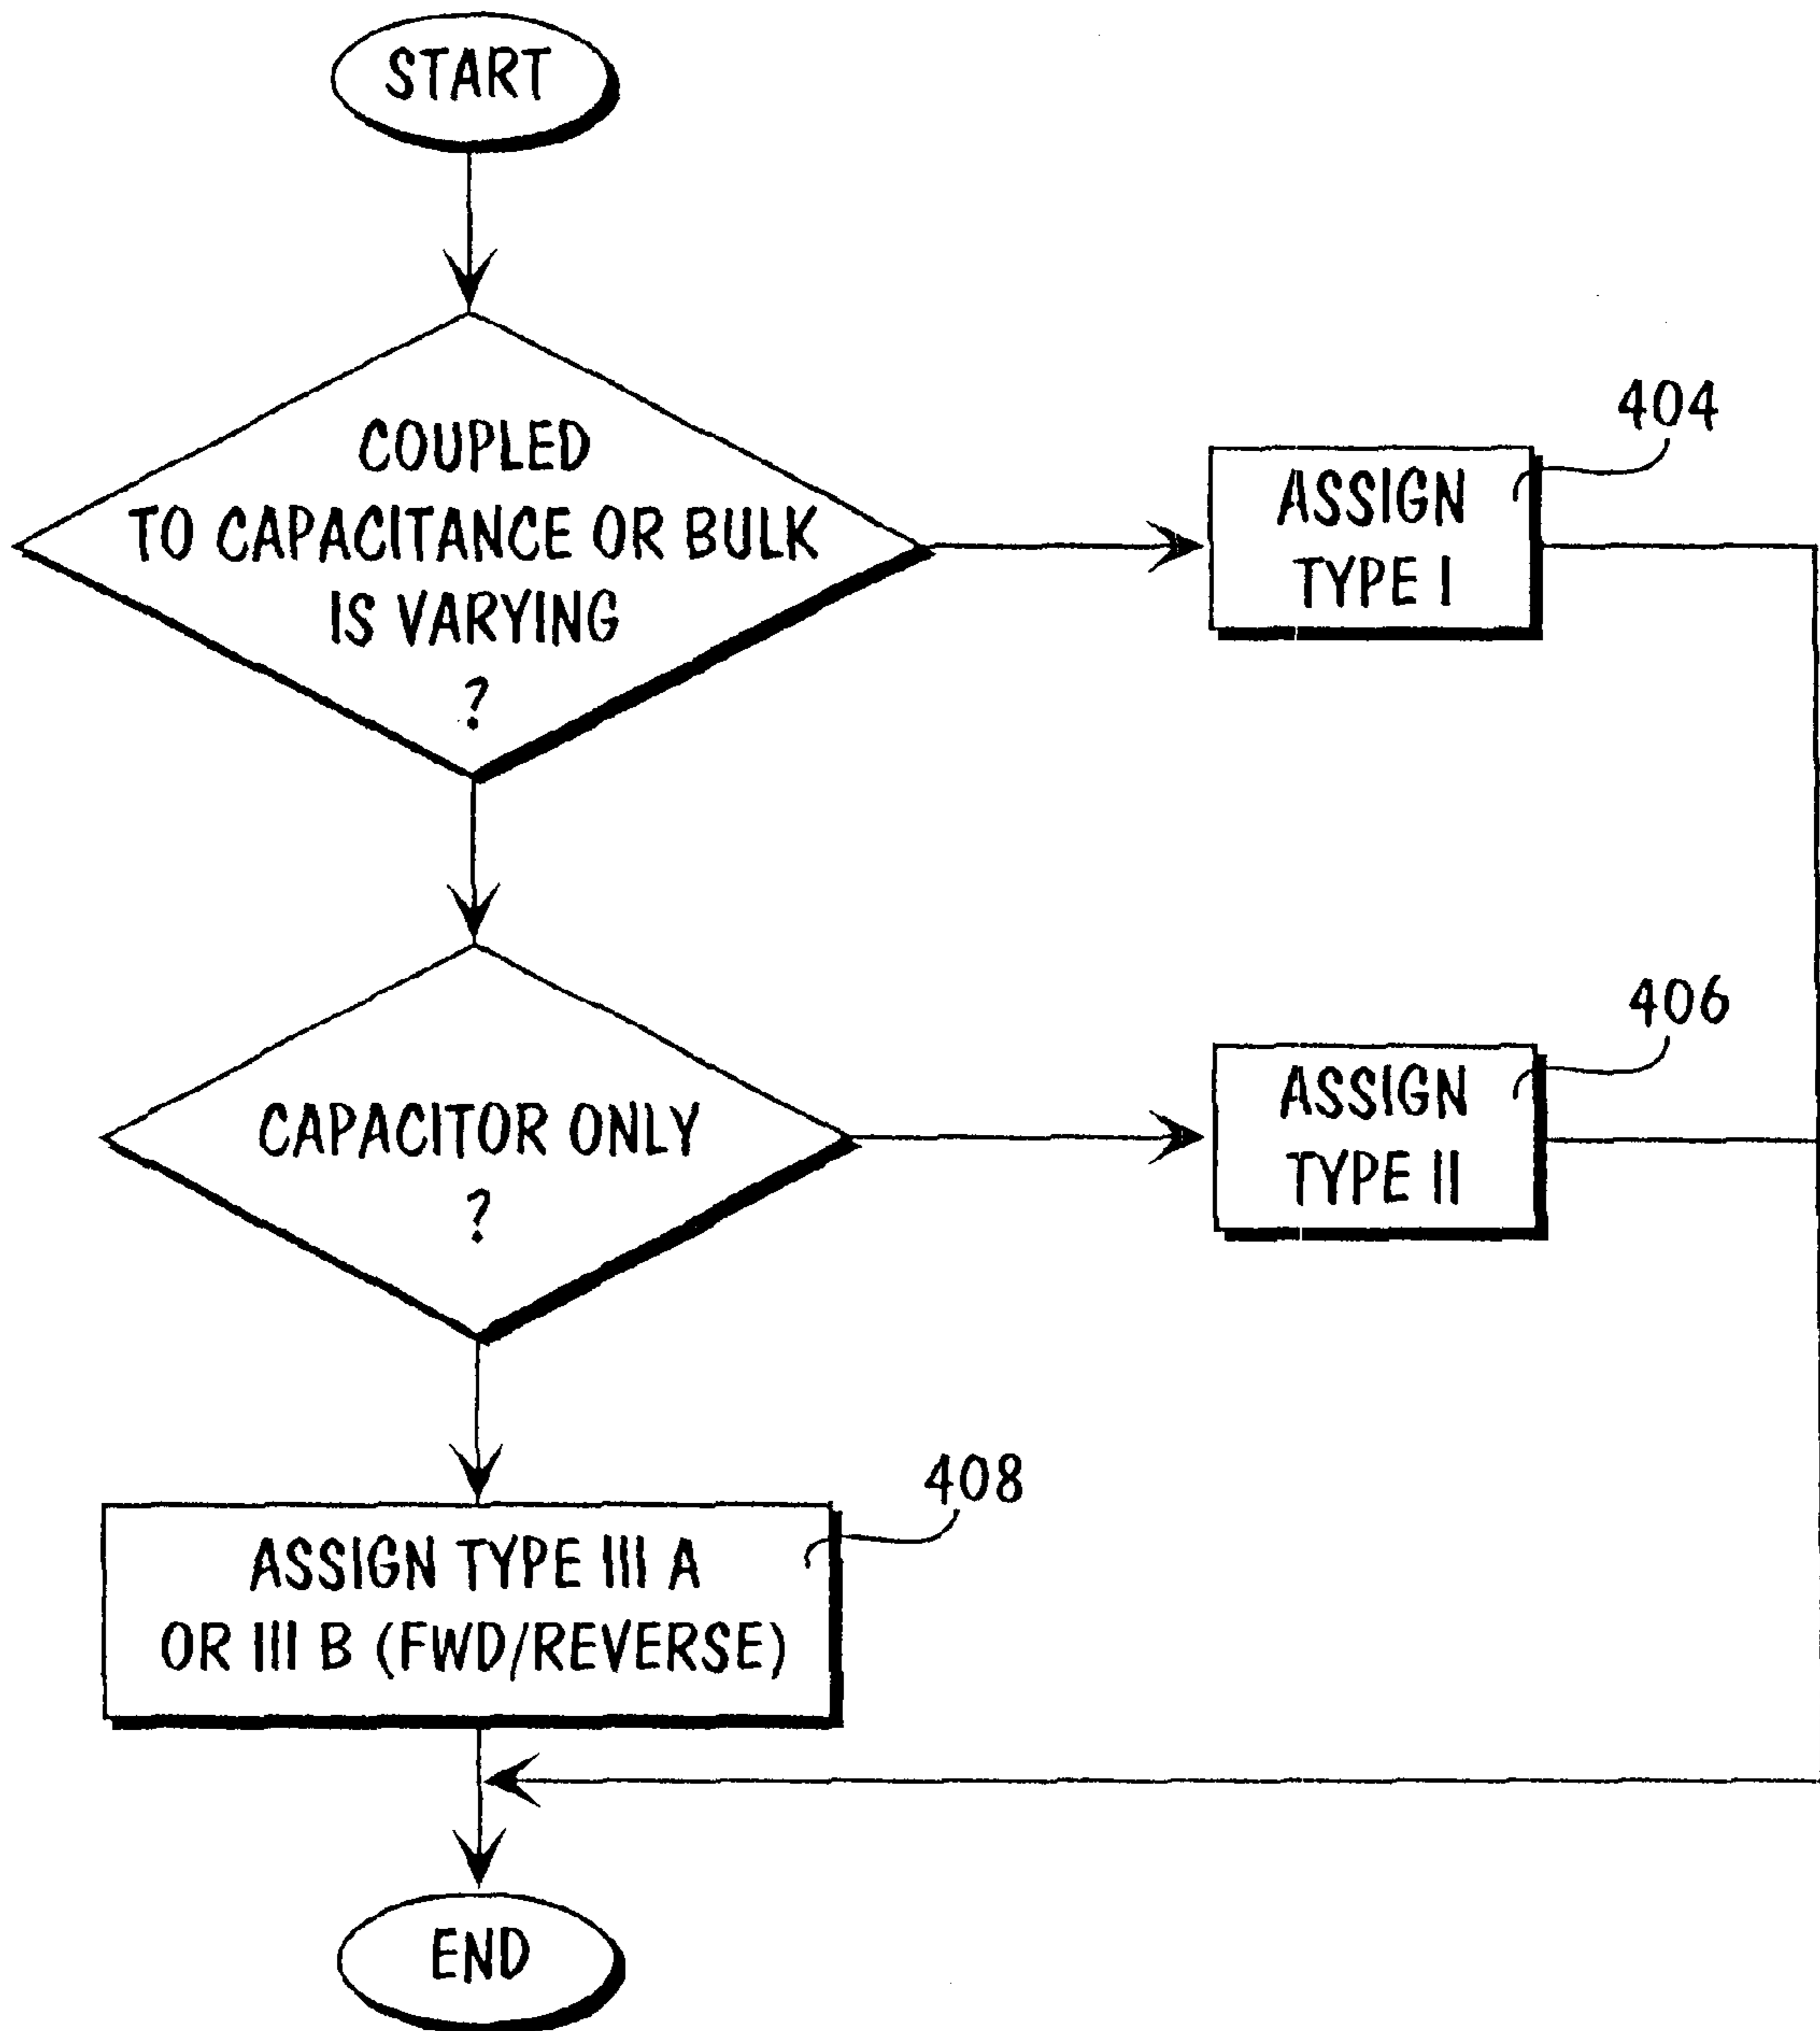 START
COUPLED
TO CAPACITANCE OR BULK
IS VARYING
?
404
ASSIGN
TYPE I
CAPACITOR ONLY
?
406
ASSIGN
TYPE II
408
ASSIGN TYPE III A
OR III B (FWD/REVERSE)
END